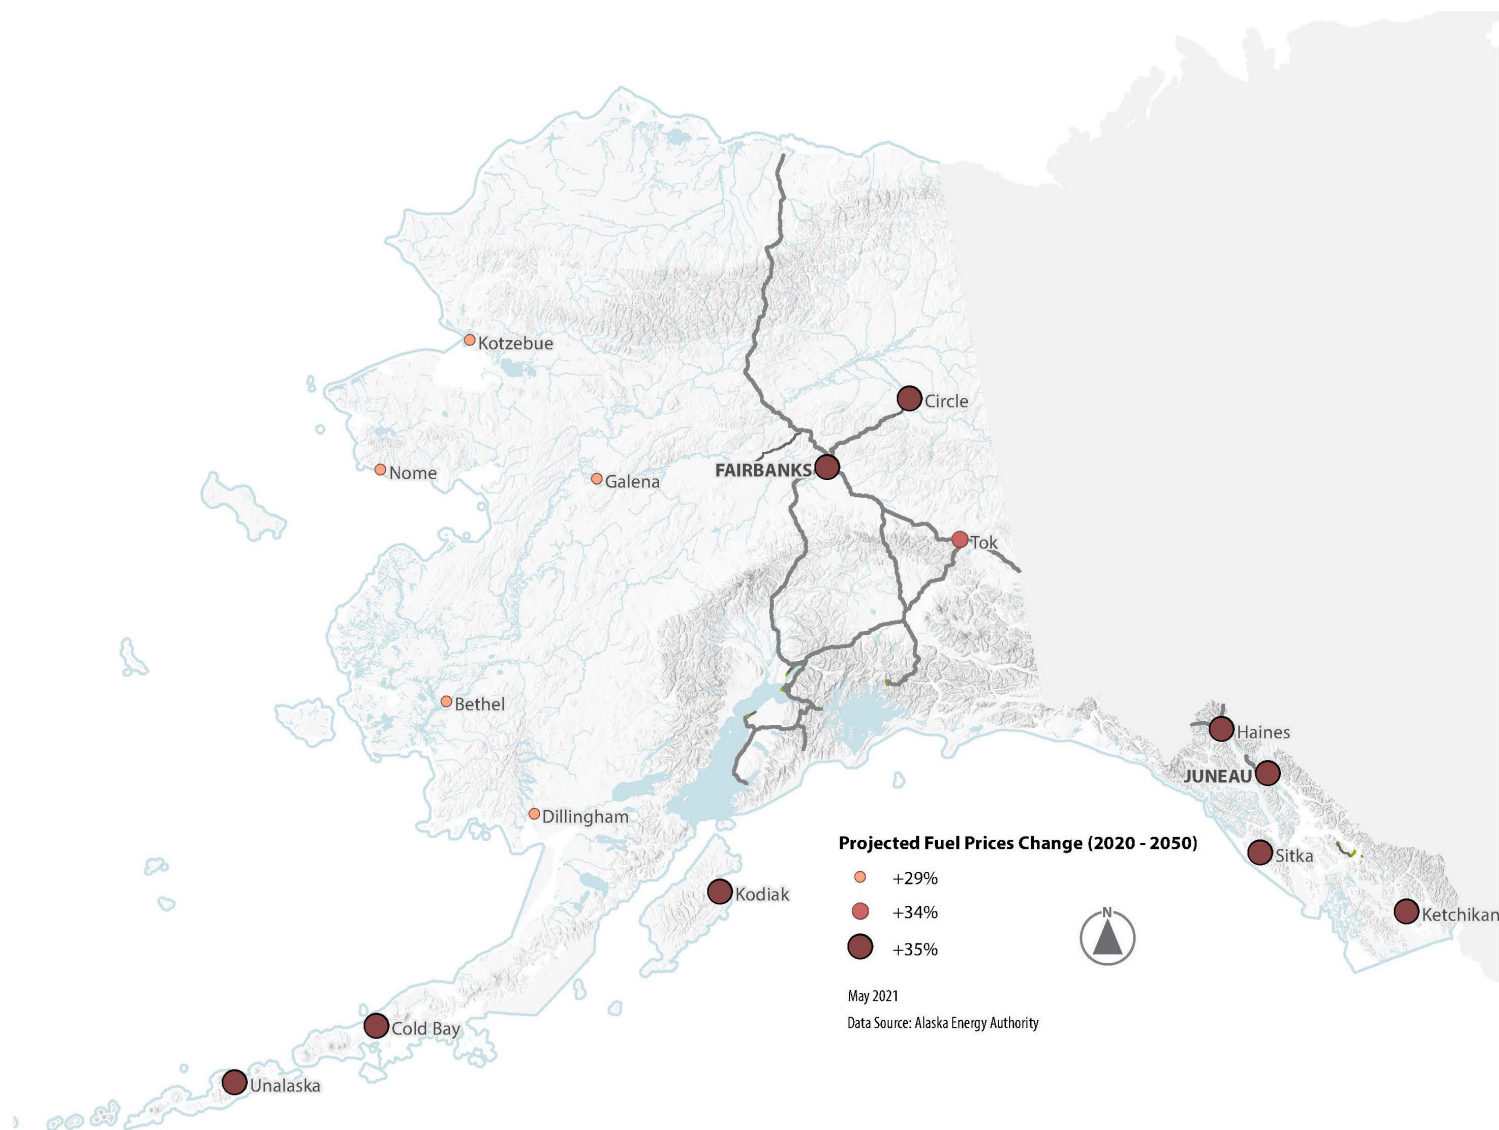 Kotzebue
Circle
Nome
FAIRBANKS
Galena
Tok
Bethel
Haines
JUNEAU
Dillingham
Sitka
Kodiak
Ketchikan
Projected Fuel Prices Change (2020 - 2050)
+29%
+34%
+35%
N
May 2021
Data Source: Alaska Energy Authority
Cold Bay
Unalaska